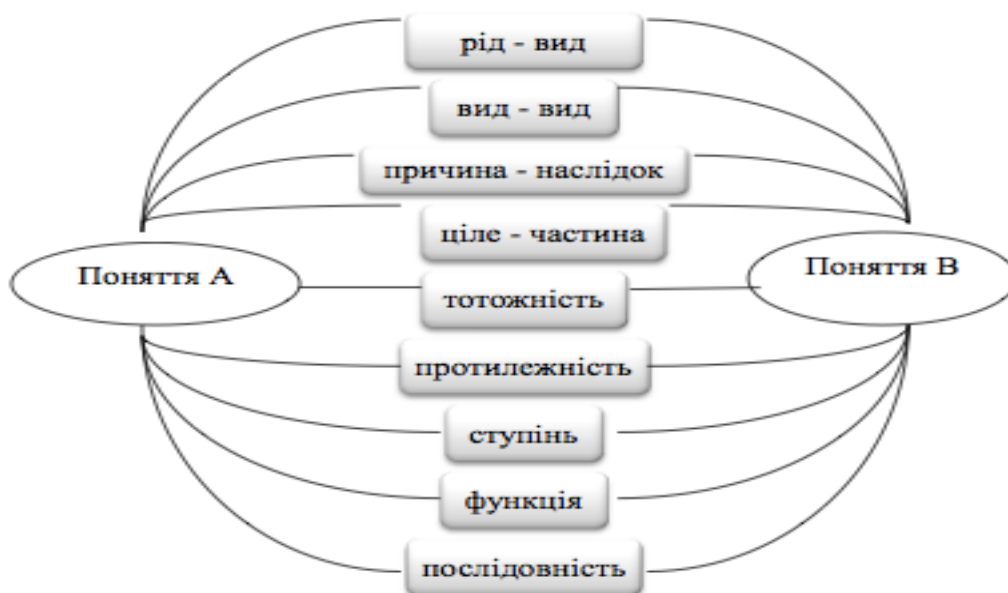 рід - вид
вид - вид
причина - наслідок
ціле - частина
Поняття А
Поняття В
тотожність
протилежність
ступінь
функція
послідовність